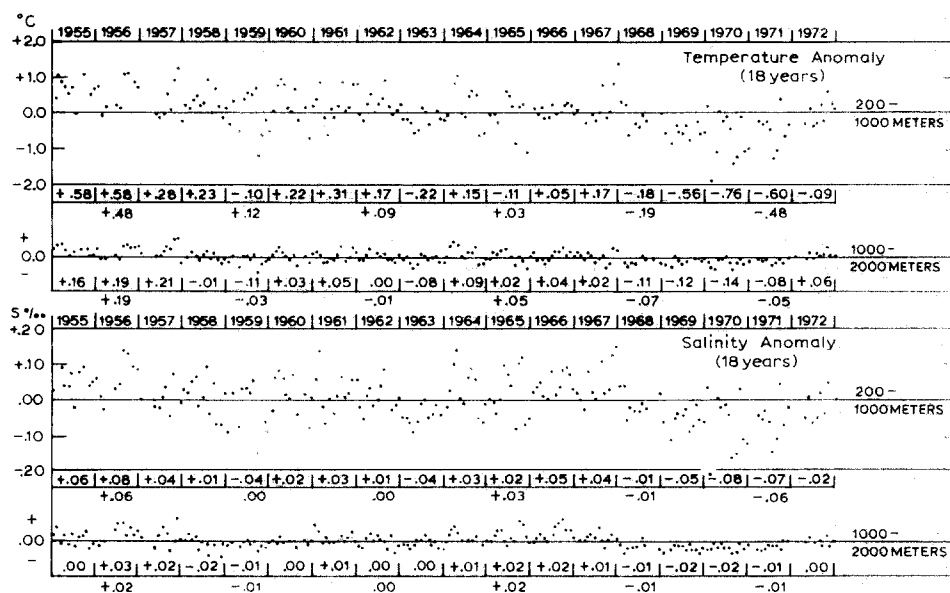 °C
| 1955 | 1956 | 1957 | 1958 | 1959 | 1960 | 1961 | 1962 | 1963 | 1964 | 1965 | 1966 | 1967 | 1968 | 1969 | 1970 | 1971 | 1972 |
+2.0
Temperature Anomaly
(18 years)
+1.0
200-
0.0
1000 METERS
-1.0
-2.0
+.58 | +.58 | +.28 | +.23 | -.10 | +.22 | +.31 | +.17 | -.22 | +.15 | -.11 | +.05 | +.17 | -.18 | -.56 | -.76 | -.60 | -.09
+.48 +.12 +.09 +.03 -.19 -.48
+
0.0
-
1000-
2000 METERS
+.16 | +.19 | +.21 | -.01 | -.11 | +.03 | +.05 | .00 | -.08 | +.09 | +.02 | +.04 | +.02 | -.11 | -.12 | -.14 | -.08 | +.06
+.19 -.03 -.01 +.05 -.07 -.05
S‰
| 1955 | 1956 | 1957 | 1958 | 1959 | 1960 | 1961 | 1962 | 1963 | 1964 | 1965 | 1966 | 1967 | 1968 | 1969 | 1970 | 1971 | 1972 |
+.20
Salinity Anomaly
(18 years)
+.10
200-
.00
1000 METERS
-.10
-.20
+.06 | +.08 | +.04 | +.01 | -.04 | +.02 | +.03 | +.01 | -.04 | +.03 | +.02 | +.05 | +.04 | -.01 | -.05 | -.08 | -.07 | -.02
+.06 .00 .00 +.03 -.01 -.06
+
.00
-
1000-
2000 METERS
.00 | +.03 | +.02 | -.02 | -.01 | .00 | +.01 | .00 | .00 | +.01 | +.02 | +.02 | +.01 | -.01 | -.02 | -.02 | -.01 | .00
+.02 -.01 .00 +.02 -.01 -.01